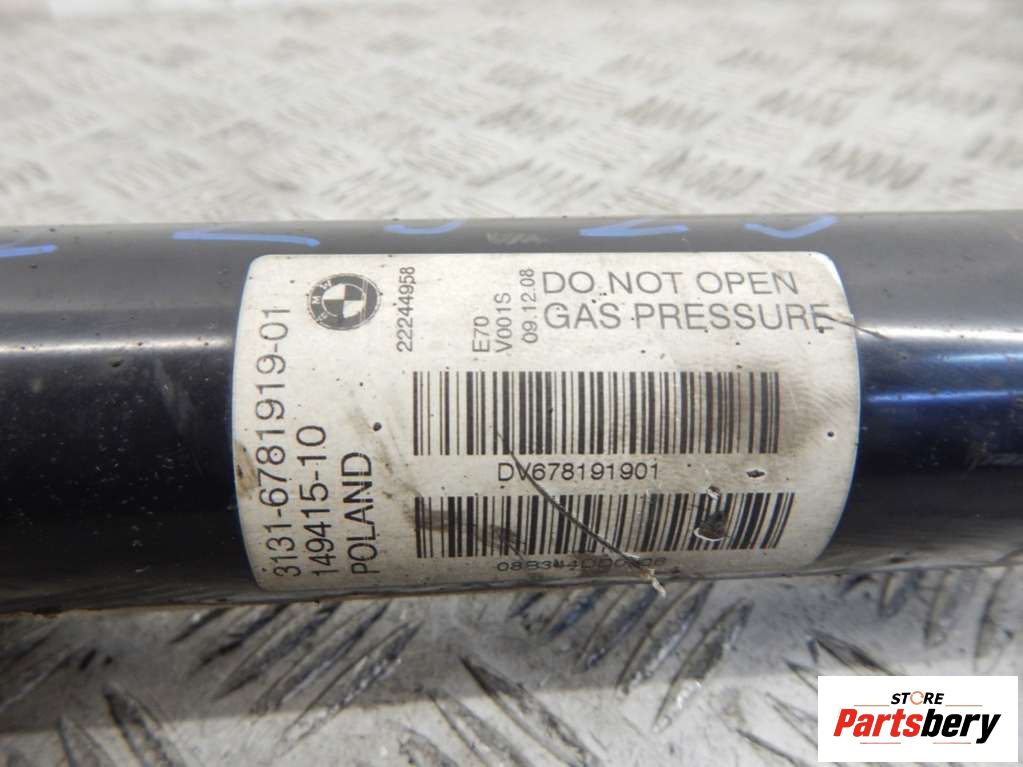 BMW
3131-6781919-01
149415-10
POLAND
22244958
E70
V001S
09.12.08
DO NOT OPEN
GAS PRESSURE
DV678191901
STORE
Partsbery